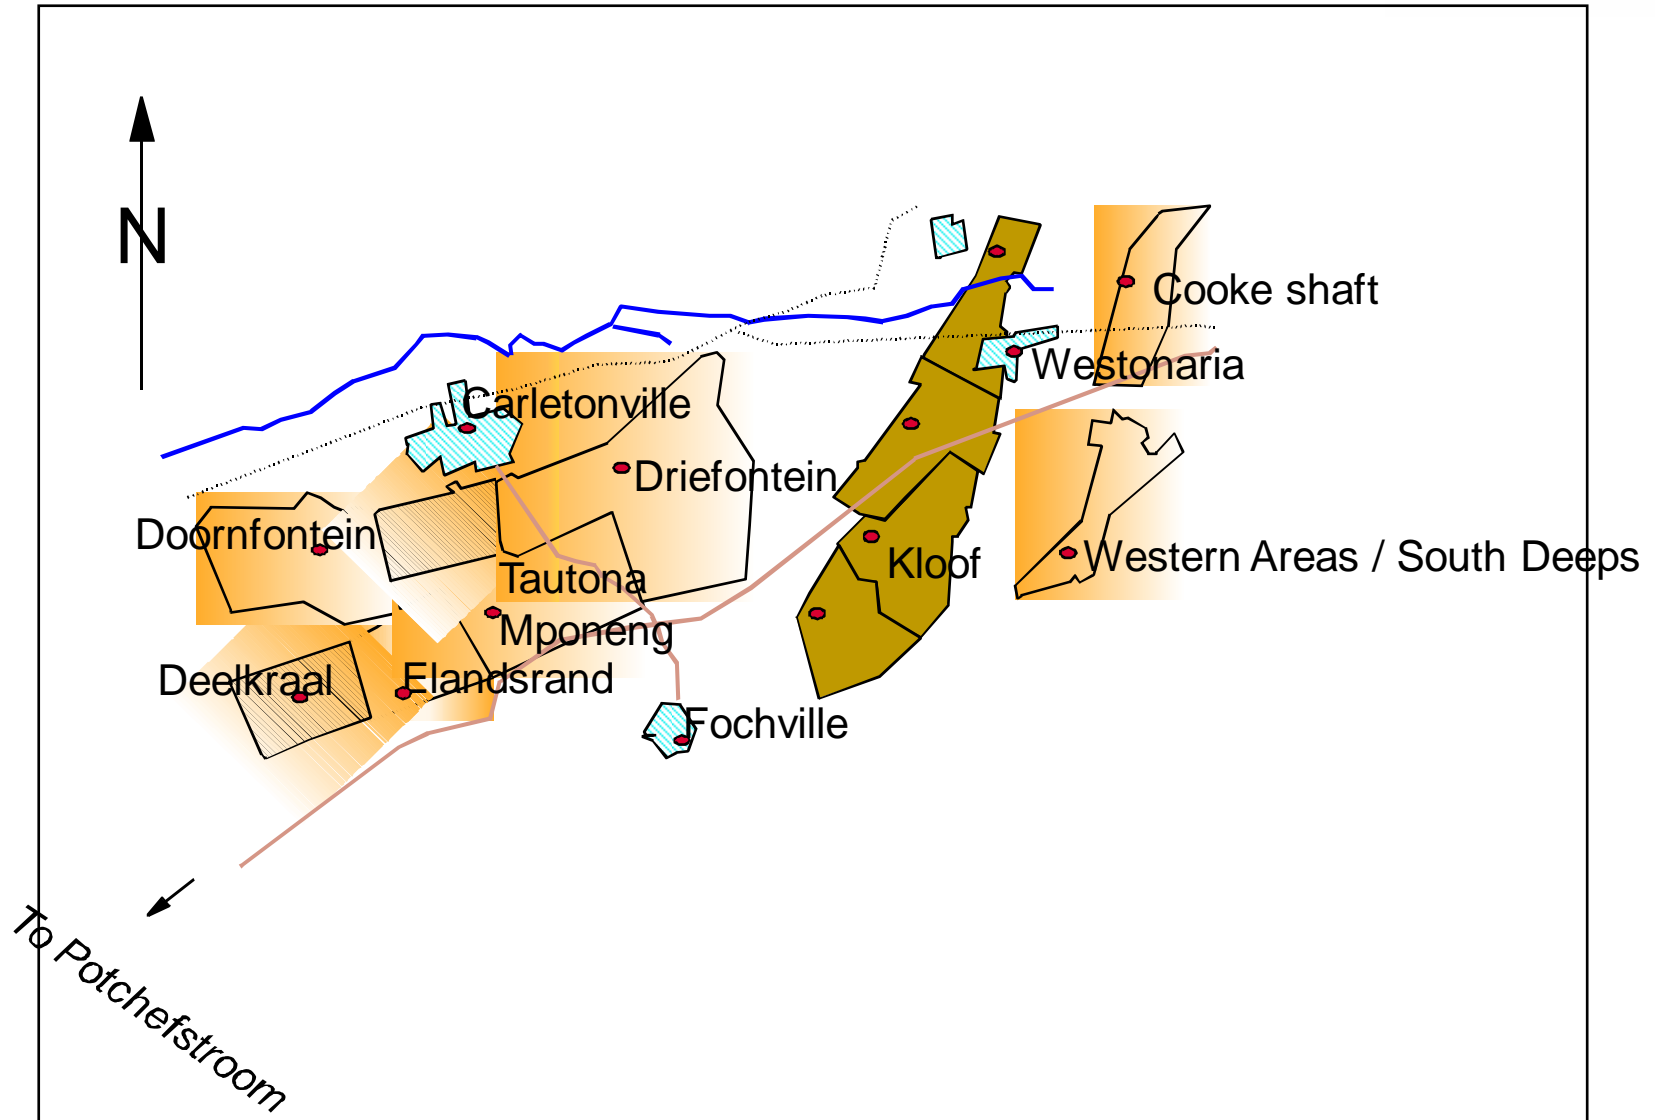 N
Cooke shaft
Westonaria
Carletonville
Driefontein
Doornfontein
Western Areas / South Deeps
Kloof
Tautona
Mponeng
Deelkraal
Elandsrand
Fochville
To Potchefstroom